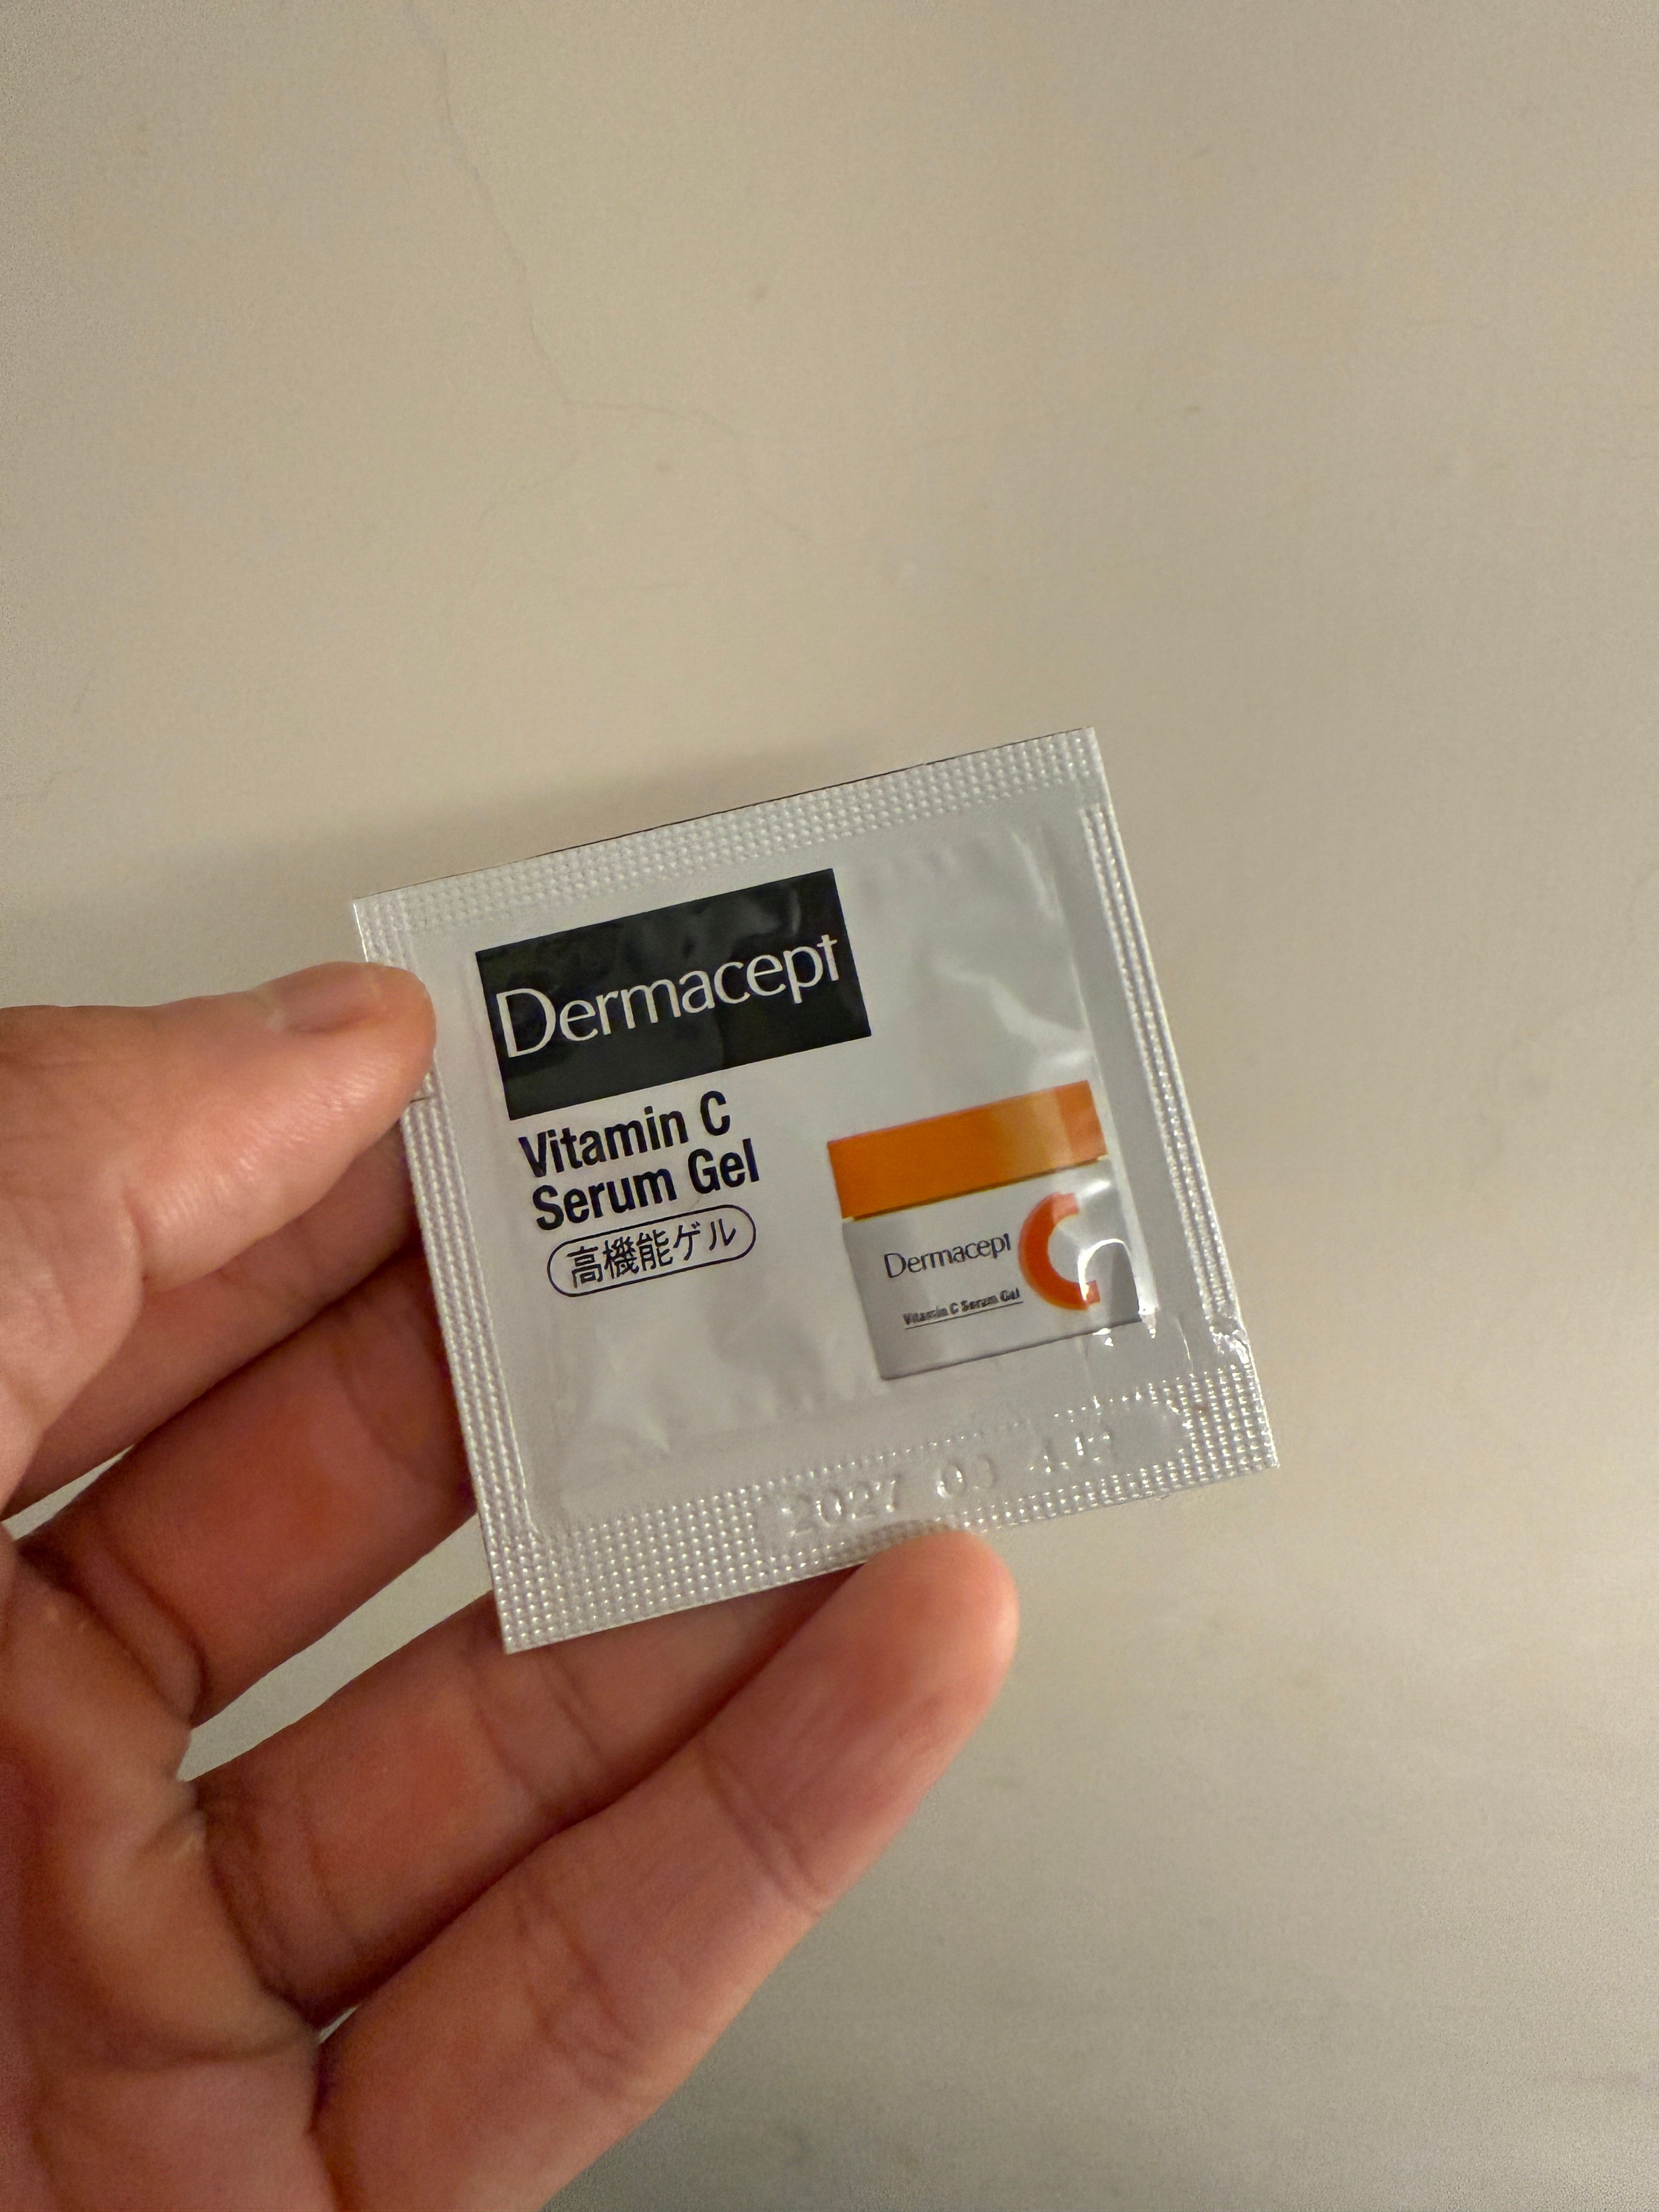 Dermacept
Vitamin C
Serum Gel
高機能ゲル
Dermacept C
Vitamin C Serum Gel
2027 03